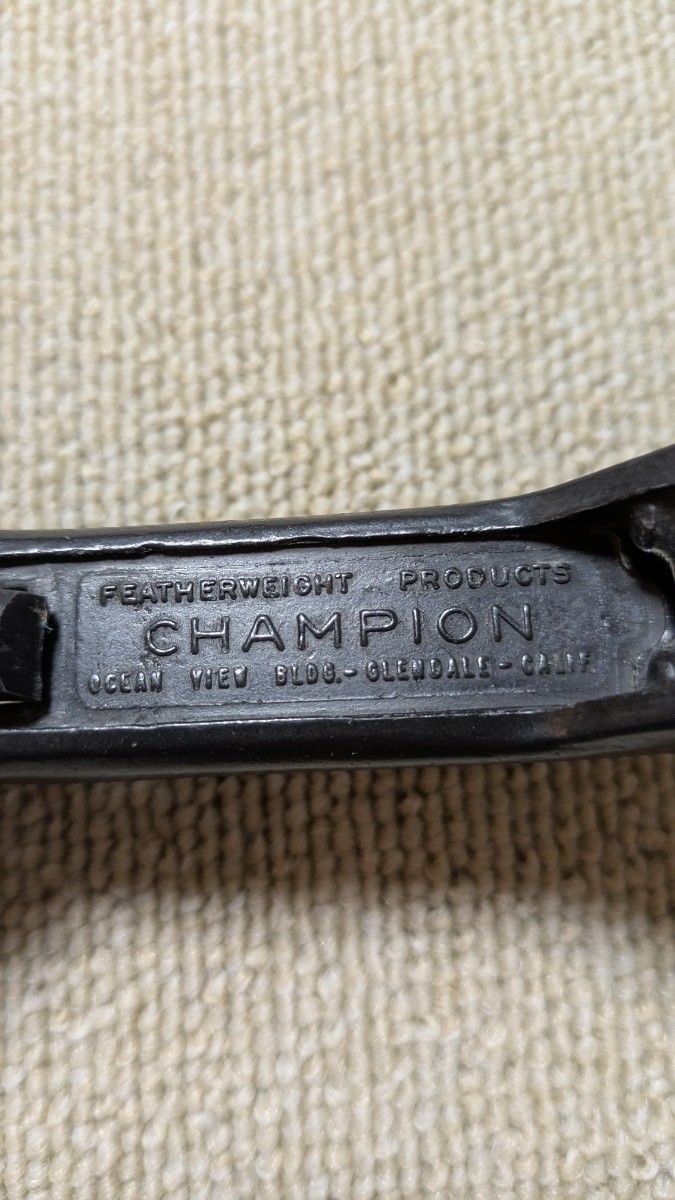 FEATHERWEIGHT PRODUCTS
CHAMPION
OCEAN VIEW BLDG.-GLENDALE-CALIF.